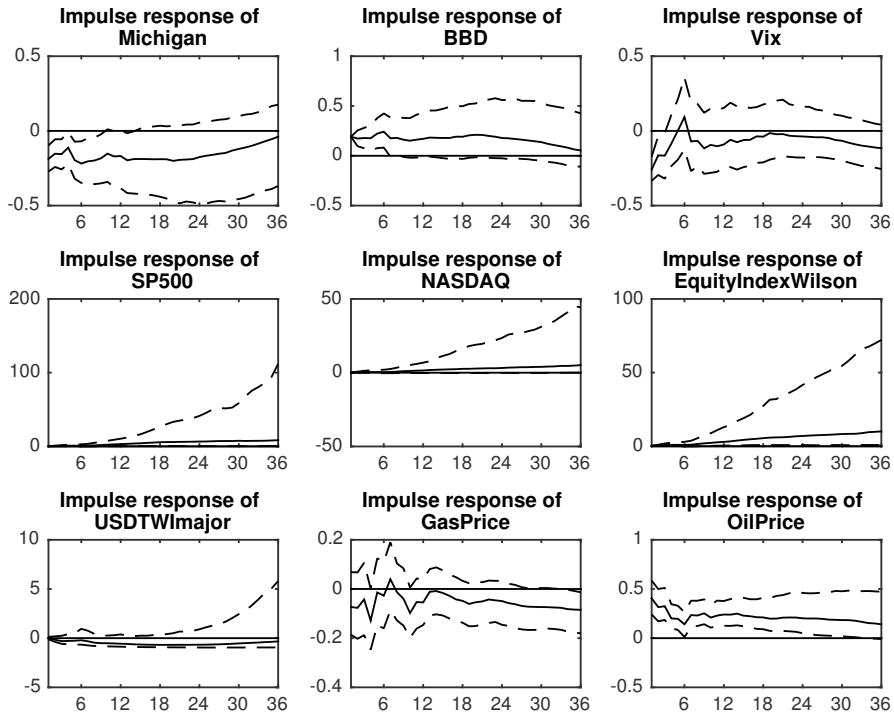 Impulse response of
Michigan
Impulse response of
BBD
Impulse response of
Vix
0.5
0
-0.5
6 12 18 24 30 36
1
0.5
0
-0.5
6 12 18 24 30 36
0.5
0
-0.5
6 12 18 24 30 36
Impulse response of
SP500
Impulse response of
NASDAQ
Impulse response of
EquityIndexWilson
200
100
0
6 12 18 24 30 36
50
0
-50
6 12 18 24 30 36
100
50
0
6 12 18 24 30 36
Impulse response of
USDTWImajor
Impulse response of
GasPrice
Impulse response of
OilPrice
10
5
0
-5
6 12 18 24 30 36
0.2
0
-0.2
-0.4
6 12 18 24 30 36
1
0.5
0
-0.5
6 12 18 24 30 36